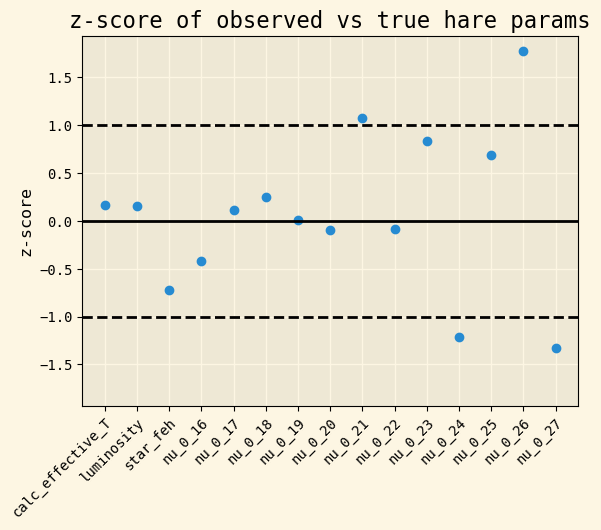 z-score of observed vs true hare params
z-score
1.5
1.0
0.5
0.0
−0.5
−1.0
−1.5
calc_effective_T
luminosity
star_feh
nu_0_16
nu_0_17
nu_0_18
nu_0_19
nu_0_20
nu_0_21
nu_0_22
nu_0_23
nu_0_24
nu_0_25
nu_0_26
nu_0_27